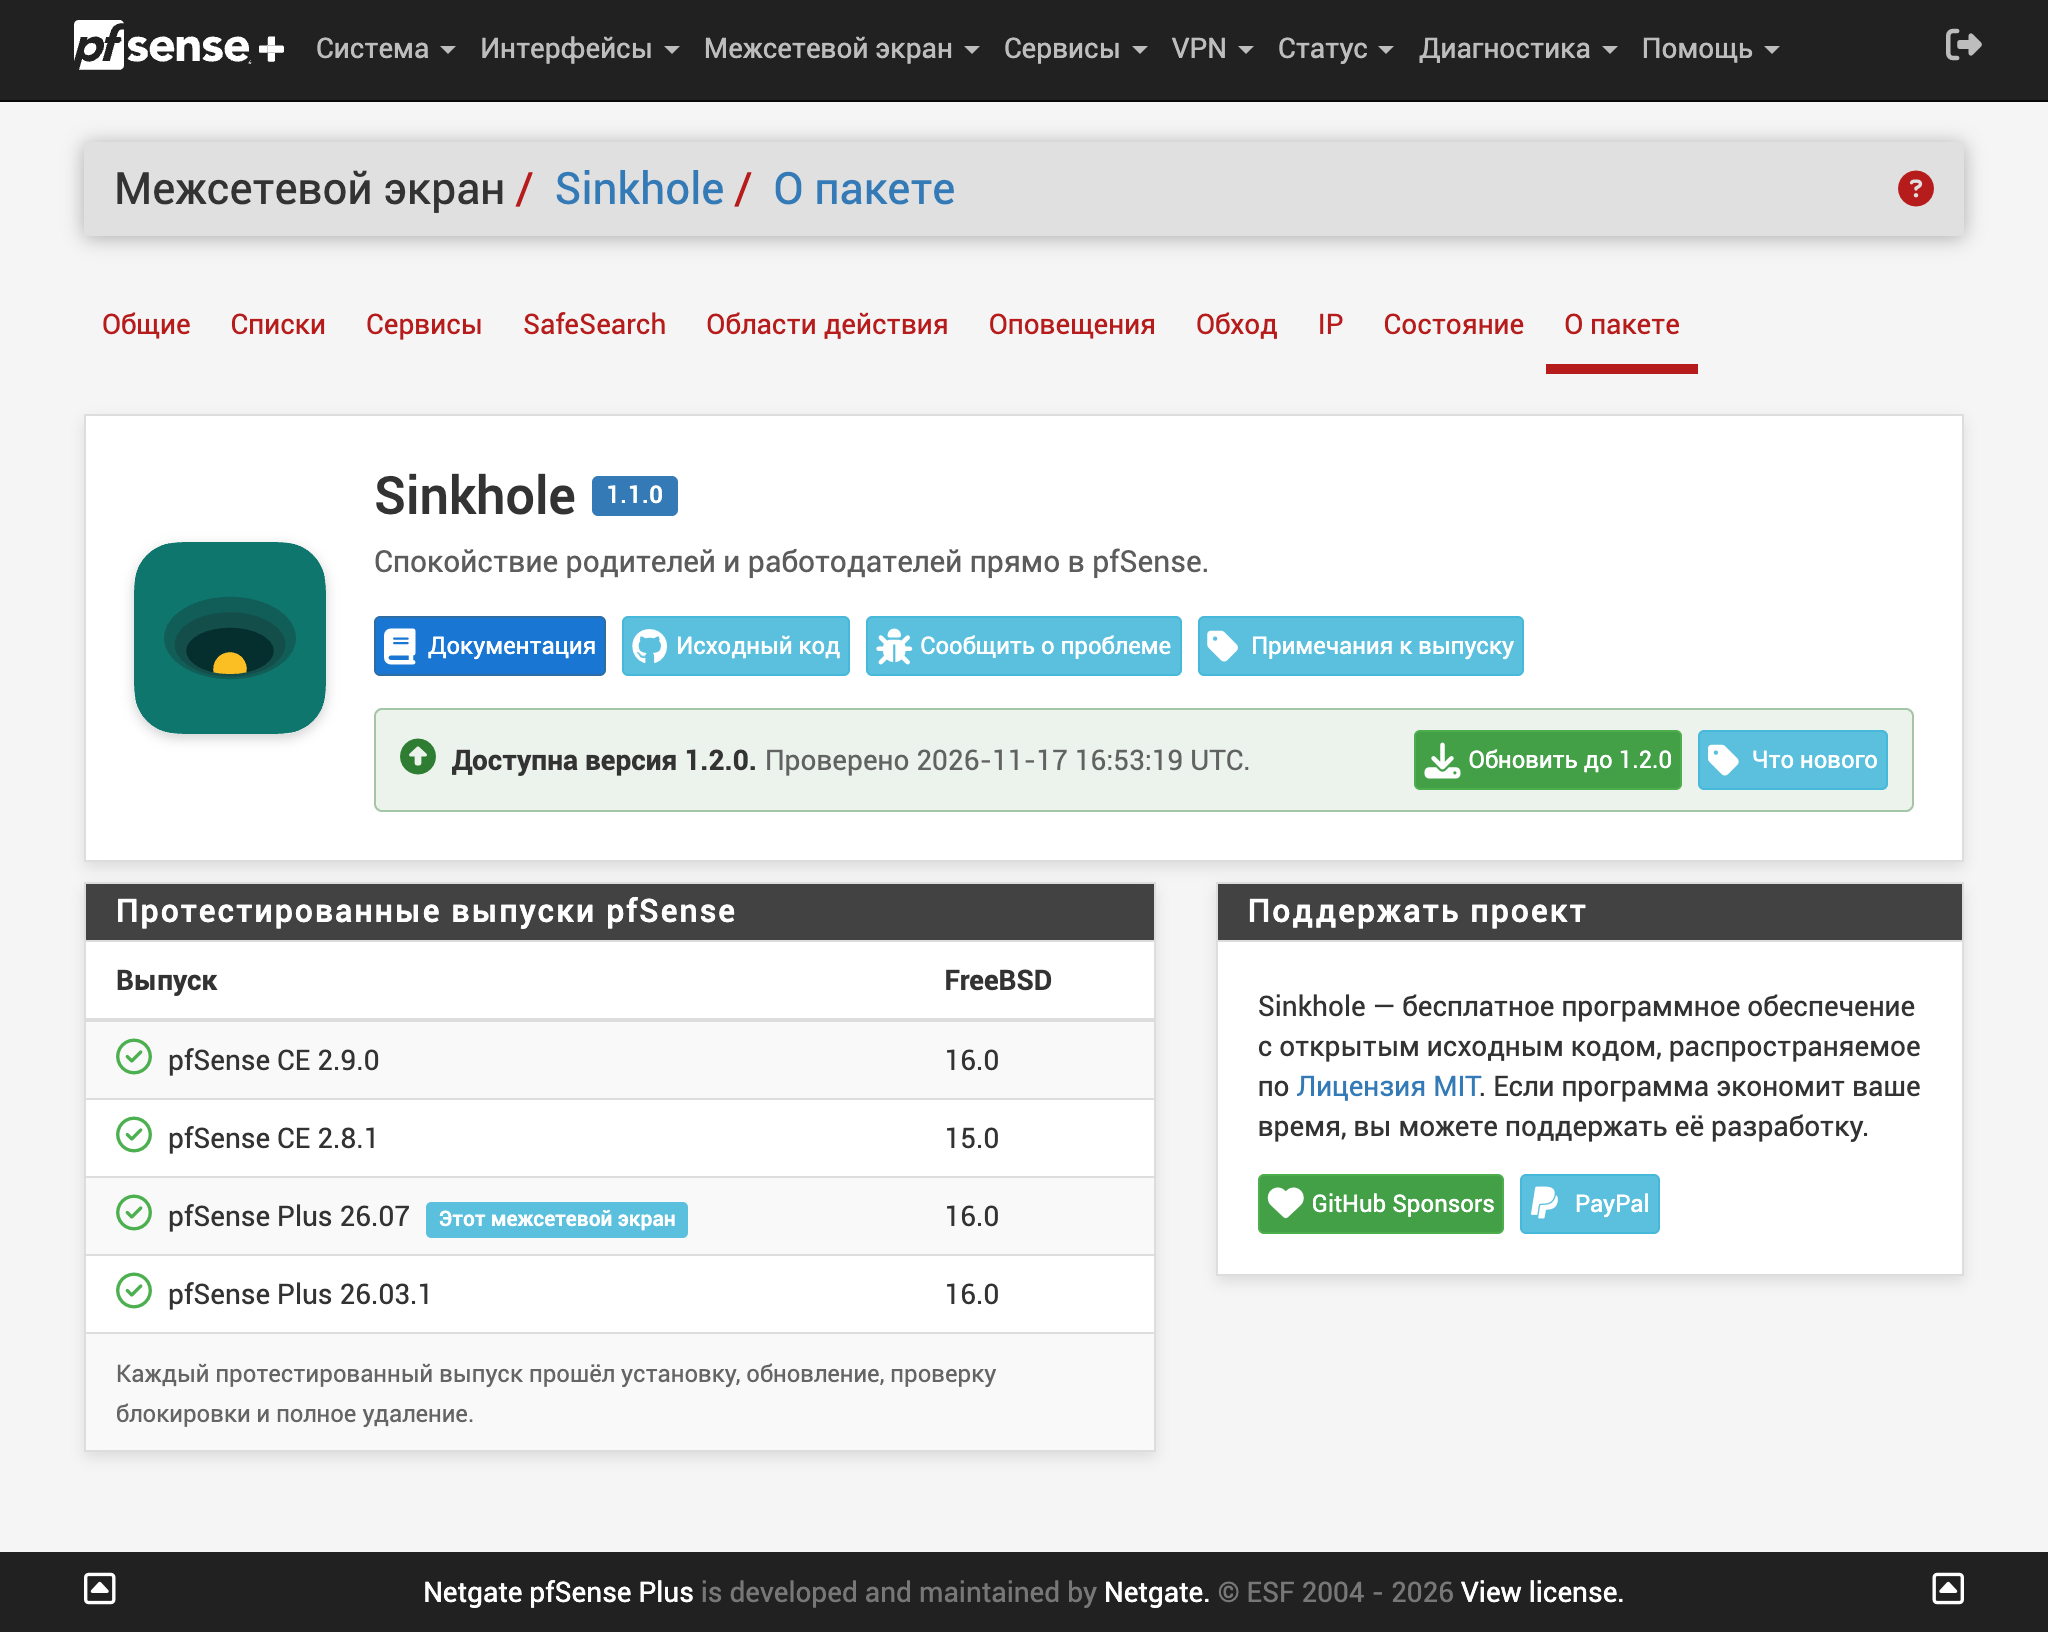 pfsense +
Система Интерфейсы Межсетевой экран Сервисы VPN Статус Диагностика Помощь
Межсетевой экран / Sinkhole / О пакете
Общие Списки Сервисы SafeSearch Области действия Оповещения Обход IP Состояние О пакете
Sinkhole 1.1.0
Спокойствие родителей и работодателей прямо в pfSense.
Документация Исходный код Сообщить о проблеме Примечания к выпуску
Доступна версия 1.2.0. Проверено 2026-11-17 16:53:19 UTC. Обновить до 1.2.0 Что нового
Протестированные выпуски pfSense
Выпуск FreeBSD
pfSense CE 2.9.0 16.0
pfSense CE 2.8.1 15.0
pfSense Plus 26.07 Этот межсетевой экран 16.0
pfSense Plus 26.03.1 16.0
Каждый протестированный выпуск прошёл установку, обновление, проверку
блокировки и полное удаление.
Поддержать проект
Sinkhole — бесплатное программное обеспечение
с открытым исходным кодом, распространяемое
по Лицензия MIT. Если программа экономит ваше
время, вы можете поддержать её разработку.
GitHub Sponsors PayPal
Netgate pfSense Plus is developed and maintained by Netgate. © ESF 2004 - 2026 View license.